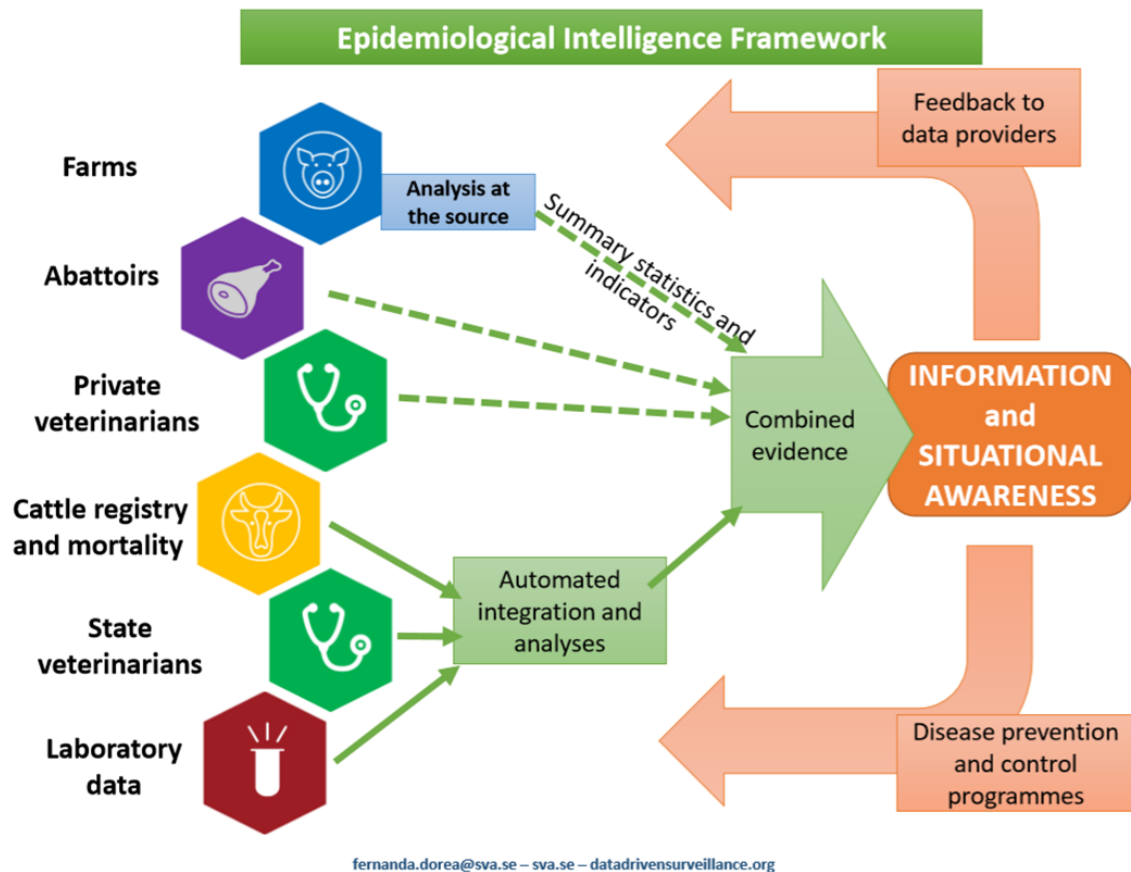 Epidemiological Intelligence Framework
Feedback to
data providers
Farms
Analysis at
the source
Summary statistics and
indicators
Abattoirs
Private
veterinarians
Combined
evidence
INFORMATION
and
SITUATIONAL
AWARENESS
Cattle registry
and mortality
Automated
integration and
analyses
State
veterinarians
Laboratory
data
Disease prevention
and control
programmes
fernanda.dorea@sva.se – sva.se – datadrivensurveillance.org